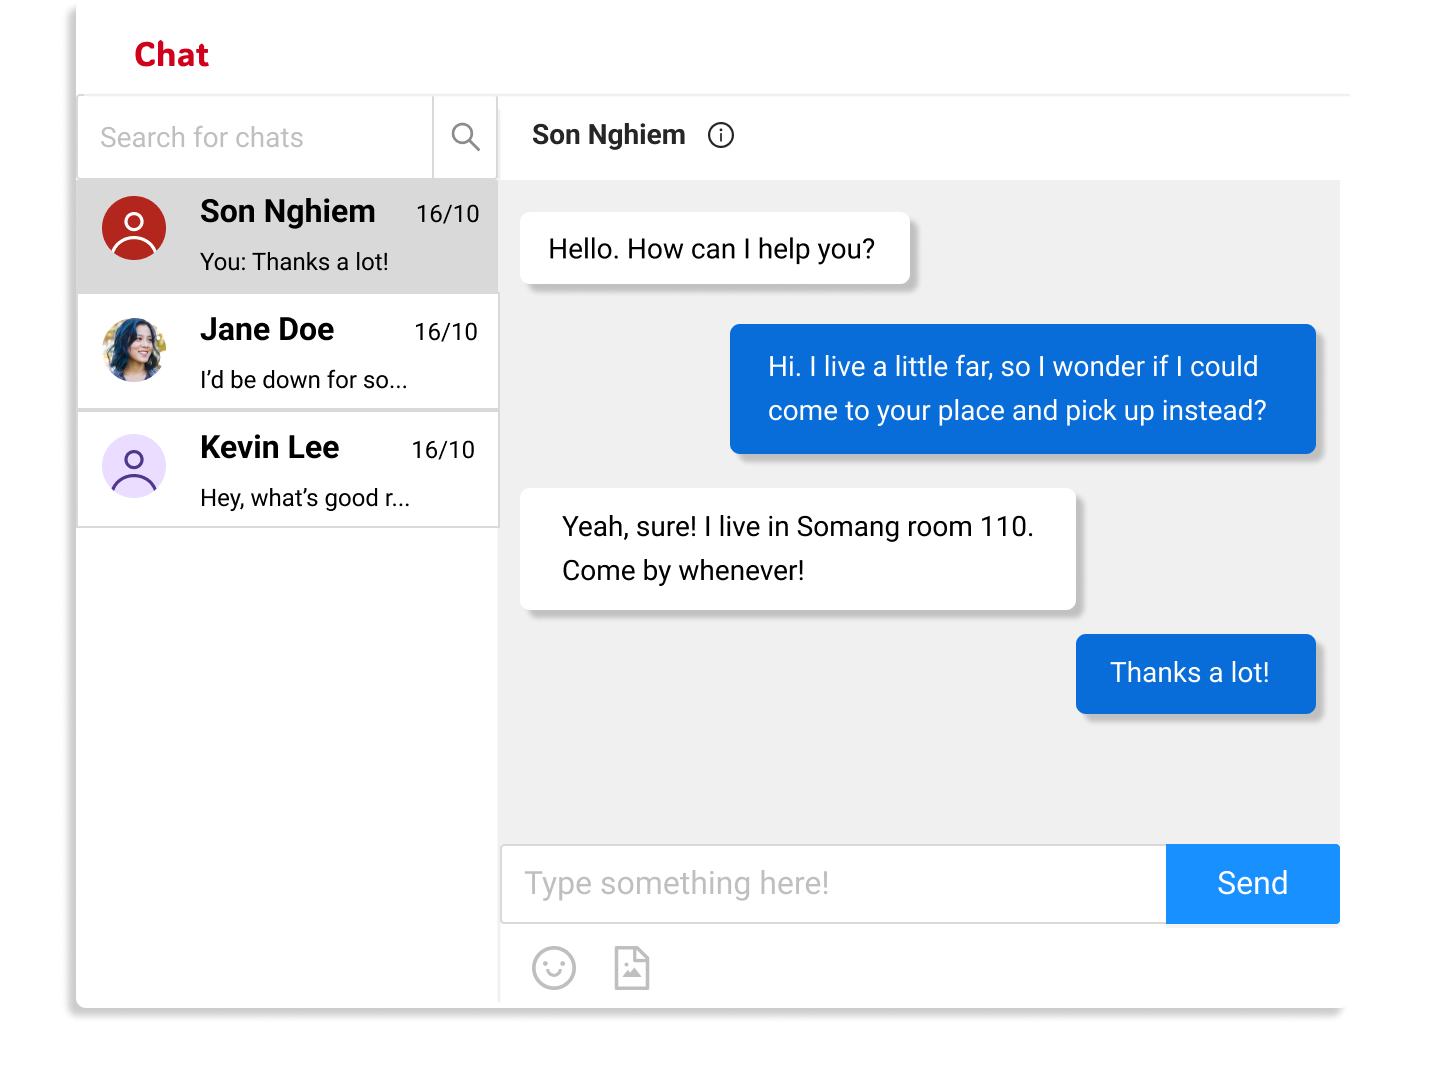 Chat
Search for chats
Son Nghiem 16/10
You: Thanks a lot!
Jane Doe 16/10
I’d be down for so...
Kevin Lee 16/10
Hey, what’s good r...
Son Nghiem
Hello. How can I help you?
Hi. I live a little far, so I wonder if I could
come to your place and pick up instead?
Yeah, sure! I live in Somang room 110.
Come by whenever!
Thanks a lot!
Type something here!
Send